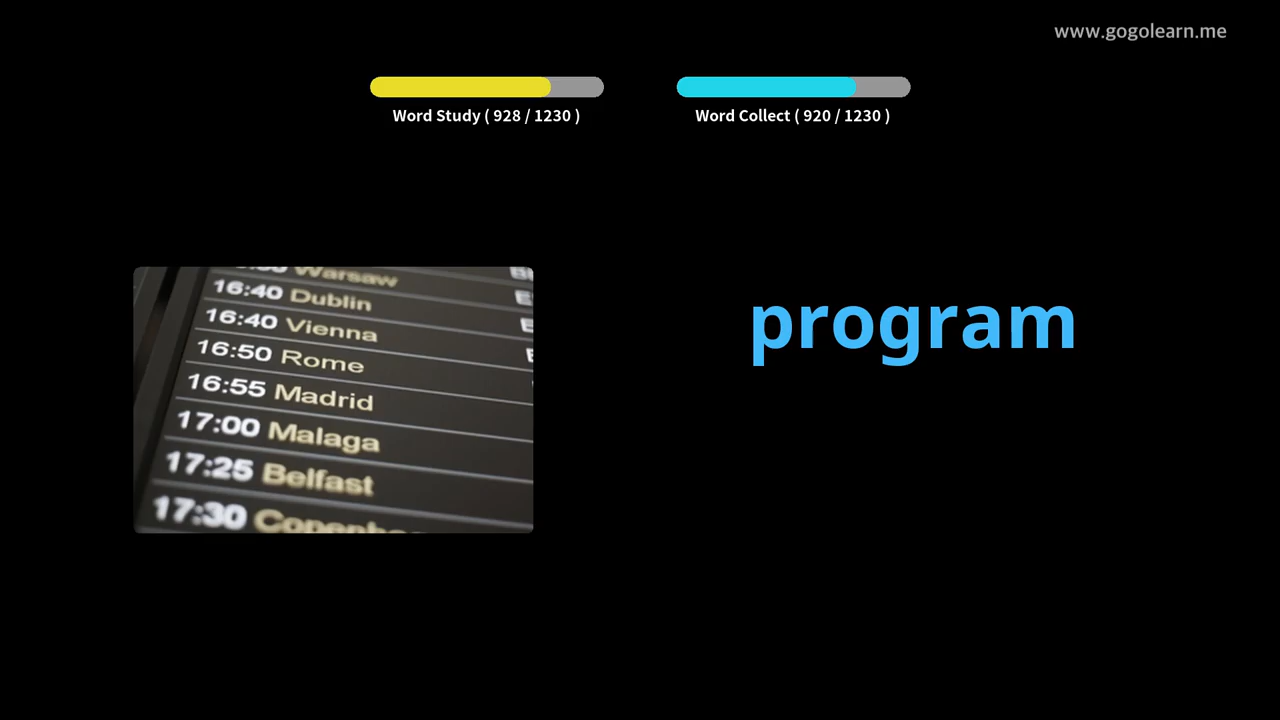 www.gogolearn.me
Word Study ( 928 / 1230 )
Word Collect ( 920 / 1230 )
Warsaw
16:40 Dublin
16:40 Vienna
16:50 Rome
16:55 Madrid
17:00 Malaga
17:25 Belfast
17:30
program